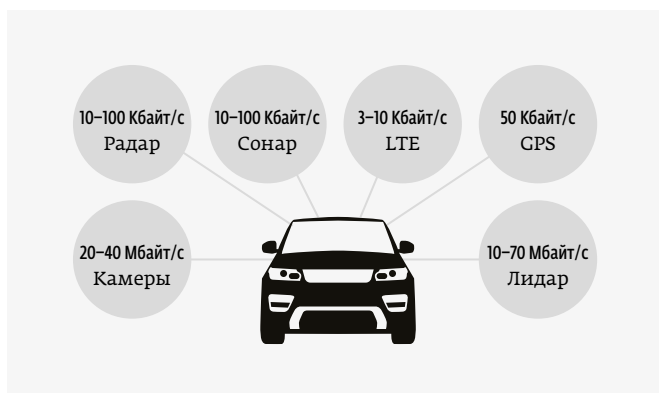 10–100 Кбайт/с
Радар
10–100 Кбайт/с
Сонар
3–10 Кбайт/с
LTE
50 Кбайт/с
GPS
20–40 Мбайт/с
Камеры
10–70 Мбайт/с
Лидар